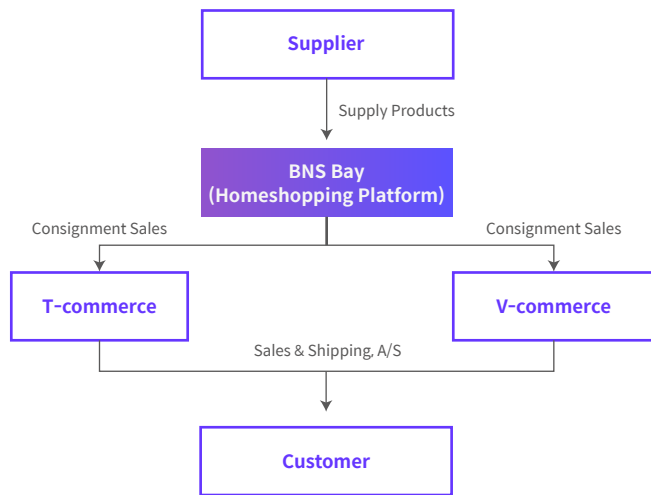 Supplier
Supply Products
BNS Bay
(Homeshopping Platform)
Consignment Sales
Consignment Sales
T-commerce
V-commerce
Sales & Shipping, A/S
Customer